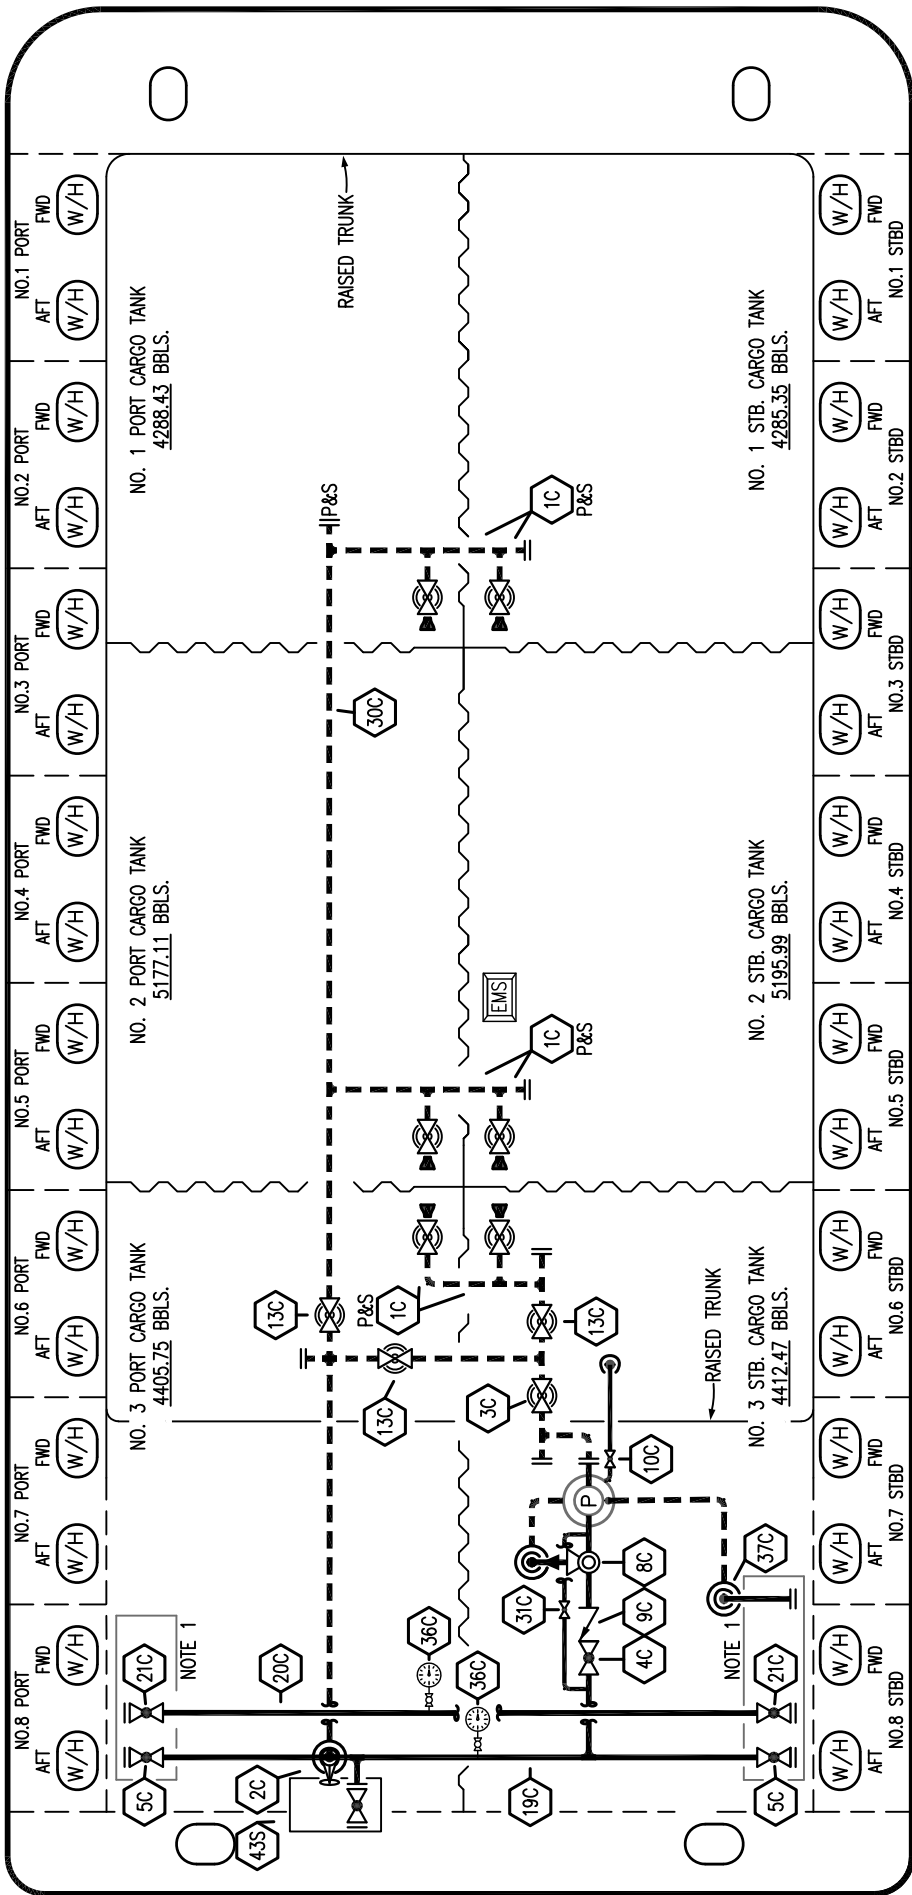 NO.1 PORT
FWD
W/H
AFT
W/H
NO.2 PORT
FWD
W/H
AFT
W/H
NO.3 PORT
FWD
W/H
AFT
W/H
NO.4 PORT
FWD
W/H
AFT
W/H
NO.5 PORT
FWD
W/H
AFT
W/H
NO.6 PORT
FWD
W/H
AFT
W/H
NO.7 PORT
FWD
W/H
AFT
W/H
NO.8 PORT
FWD
W/H
AFT
W/H
RAISED TRUNK
NO. 1 PORT CARGO TANK
4288.43 BBLS.
NO. 1 STB. CARGO TANK
4285.35 BBLS.
P&S
1C
P&S
30C
NO. 2 PORT CARGO TANK
5177.11 BBLS.
NO. 2 STB. CARGO TANK
5195.99 BBLS.
EMS
1C
P&S
NO. 3 PORT CARGO TANK
4405.75 BBLS.
NO. 3 STB. CARGO TANK
4412.47 BBLS.
RAISED TRUNK
13C
P&S
1C
13C
13C
3C
10C
P
8C
37C
31C
9C
4C
NOTE 1
NOTE 1
21C
20C
36C
36C
21C
5C
2C
43S
19C
5C
W/H
FWD
NO.1 STBD
W/H
AFT
W/H
FWD
NO.2 STBD
W/H
AFT
W/H
FWD
NO.3 STBD
W/H
AFT
W/H
FWD
NO.4 STBD
W/H
AFT
W/H
FWD
NO.5 STBD
W/H
AFT
W/H
FWD
NO.6 STBD
W/H
AFT
W/H
FWD
NO.7 STBD
W/H
AFT
W/H
FWD
NO.8 STBD
W/H
AFT